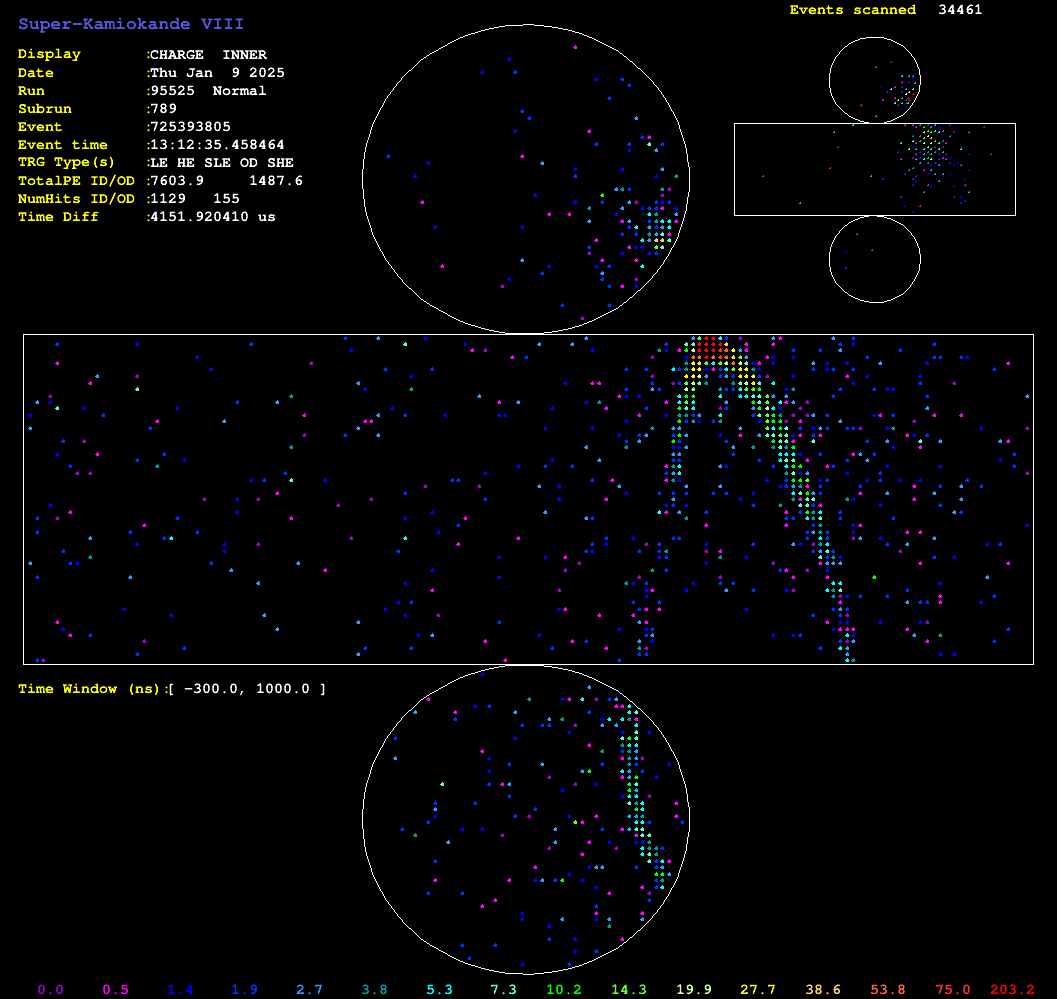 Super-Kamiokande VIII
Events scanned 34461
Display :CHARGE INNER
Date :Thu Jan 9 2025
Run :95525 Normal
Subrun :789
Event :725393805
Event time :13:12:35.458464
TRG Type(s) :LE HE SLE OD SHE
TotalPE ID/OD :7603.9 1487.6
NumHits ID/OD :1129 155
Time Diff :4151.920410 us
Time Window (ns):[ -300.0, 1000.0 ]
0.0 0.5 1.4 1.9 2.7 3.8 5.3 7.3 10.2 14.3 19.9 27.7 38.6 53.8 75.0 203.2